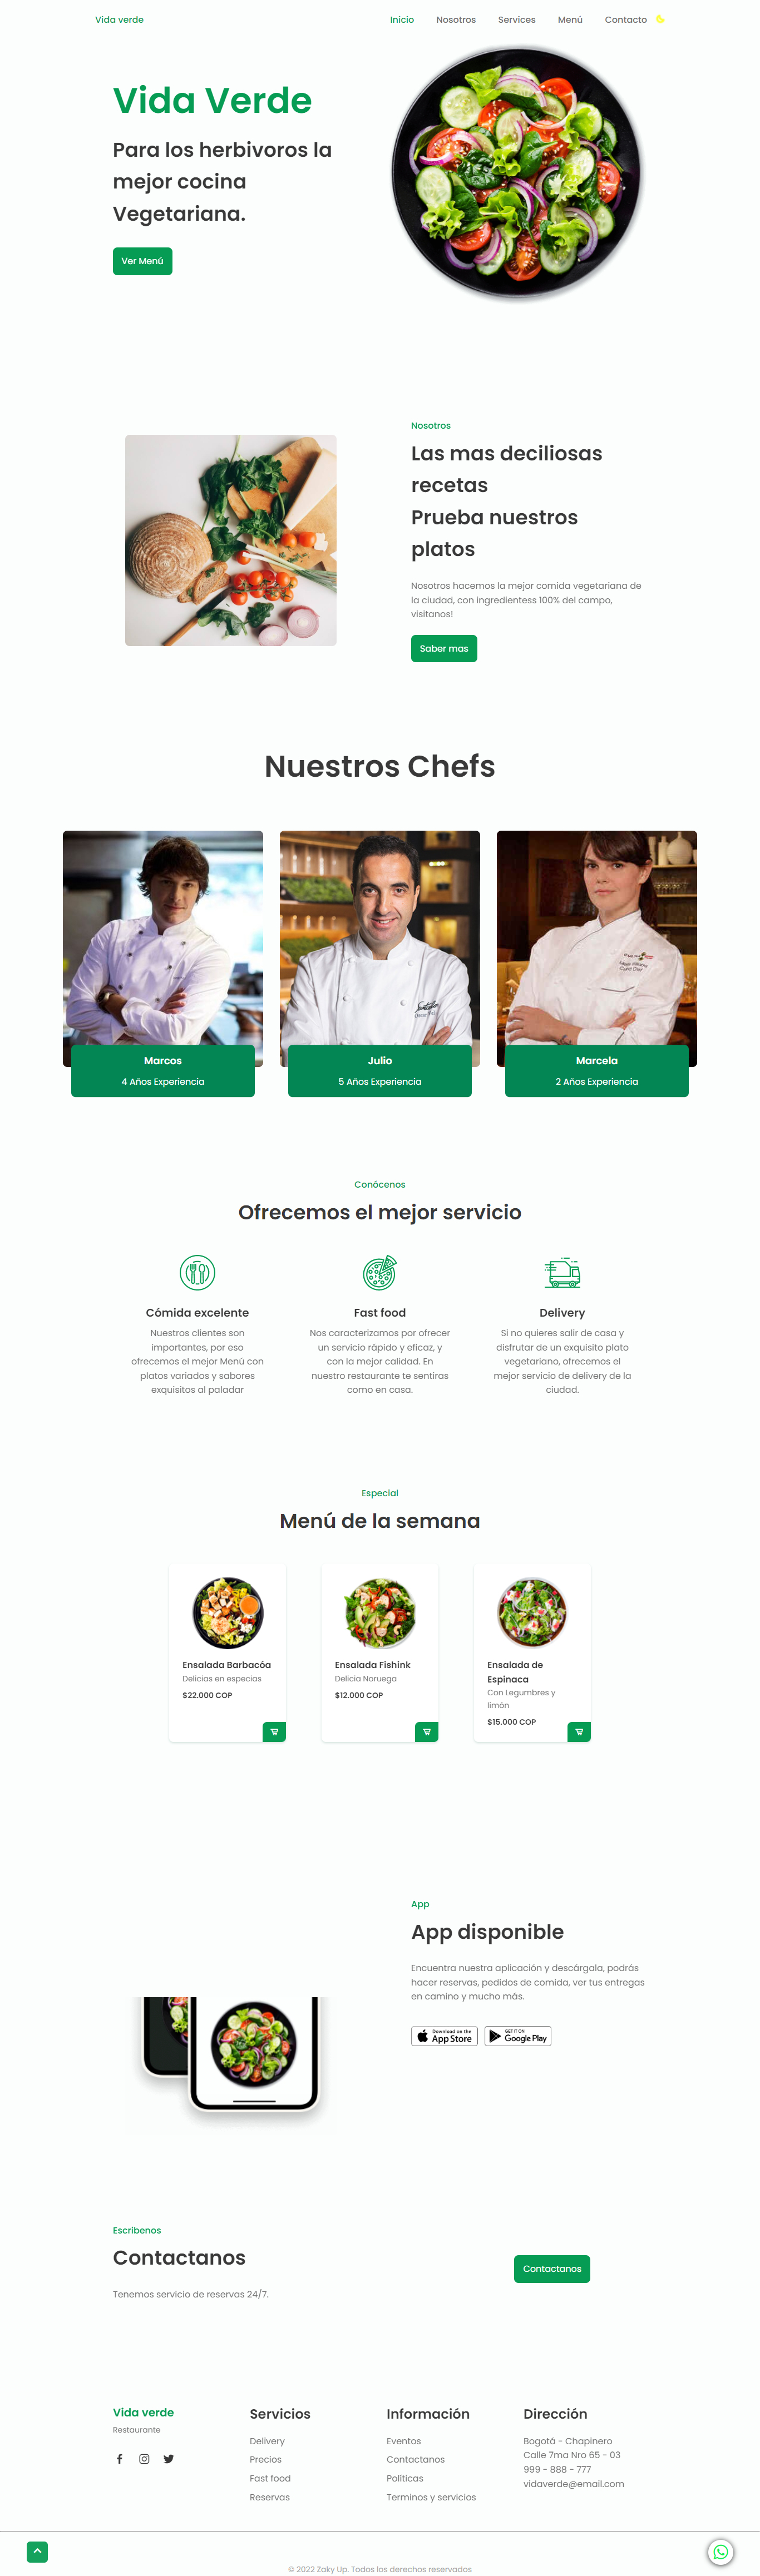 Vida verde
Inicio
Nosotros
Services
Menú
Contacto
Vida Verde
Para los herbivoros la
mejor cocina
Vegetariana.
Ver Menú
Nosotros
Las mas deciliosas
recetas
Prueba nuestros
platos
Nosotros hacemos la mejor comida vegetariana de
la ciudad, con ingredientess 100% del campo,
visitanos!
Saber mas
Nuestros Chefs
Marcos
4 Años Experiencia
Julio
5 Años Experiencia
Marcela
2 Años Experiencia
Conócenos
Ofrecemos el mejor servicio
Cómida excelente
Nuestros clientes son
importantes, por eso
ofrecemos el mejor Menú con
platos variados y sabores
exquisitos al paladar
Fast food
Nos caracterizamos por ofrecer
un servicio rápido y eficaz, y
con la mejor calidad. En
nuestro restaurante te sentiras
como en casa.
Delivery
Si no quieres salir de casa y
disfrutar de un exquisito plato
vegetariano, ofrecemos el
mejor servicio de delivery de la
ciudad.
Especial
Menú de la semana
Ensalada Barbacóa
Delicias en especias
$22.000 COP
Ensalada Fishink
Delicia Noruega
$12.000 COP
Ensalada de
Espinaca
Con Legumbres y
limón
$15.000 COP
App
App disponible
Encuentra nuestra aplicación y descárgala, podrás
hacer reservas, pedidos de comida, ver tus entregas
en camino y mucho más.
Download on the
App Store
GET IT ON
Google Play
Escríbenos
Contactanos
Tenemos servicio de reservas 24/7.
Contactanos
Vida verde
Restaurante
Servicios
Delivery
Precios
Fast food
Reservas
Información
Eventos
Contactanos
Politicas
Terminos y servicios
Dirección
Bogotá - Chapinero
Calle 7ma Nro 65 - 03
999 - 888 - 777
vidaverde@email.com
© 2022 Zaky Up. Todos los derechos reservados